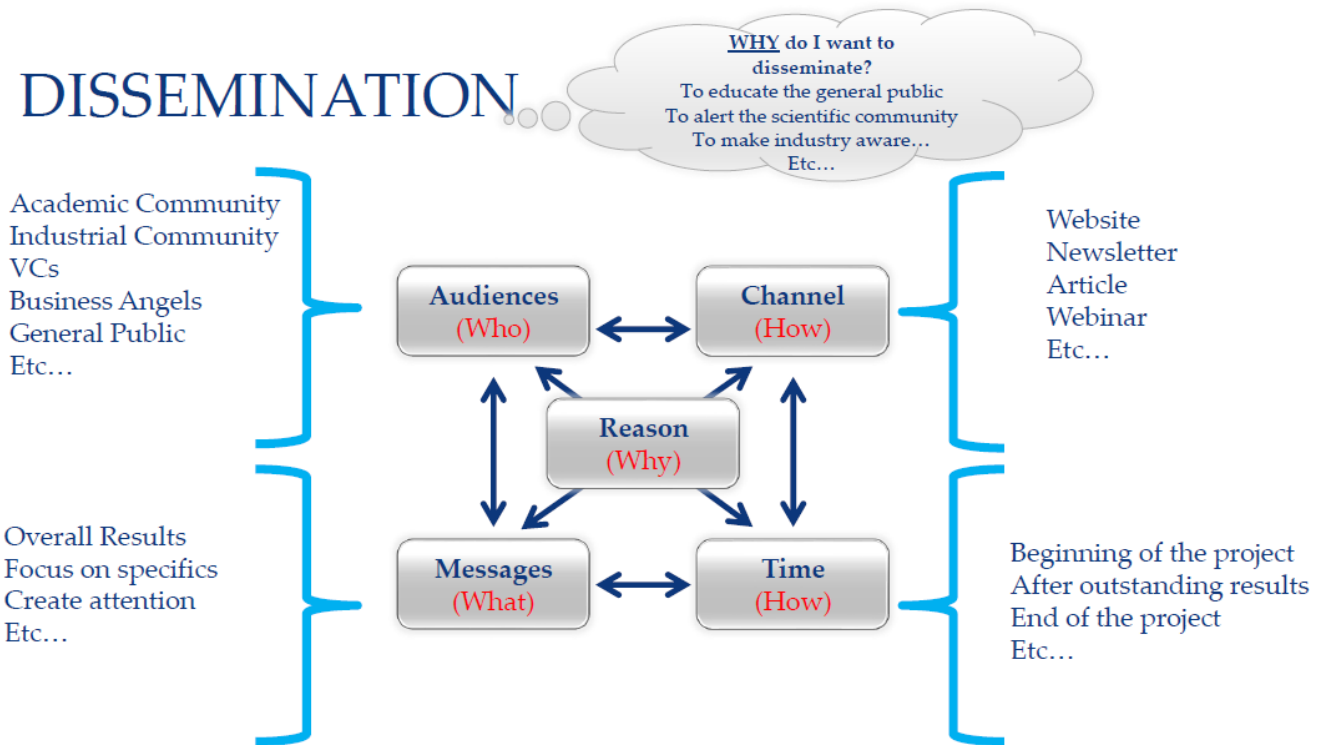 DISSEMINATION
WHY do I want to
disseminate?
To educate the general public
To alert the scientific community
To make industry aware…
Etc…
Academic Community
Industrial Community
VCs
Business Angels
General Public
Etc…
Audiences
(Who)
Channel
(How)
Website
Newsletter
Article
Webinar
Etc…
Reason
(Why)
Overall Results
Focus on specifics
Create attention
Etc…
Messages
(What)
Time
(How)
Beginning of the project
After outstanding results
End of the project
Etc…